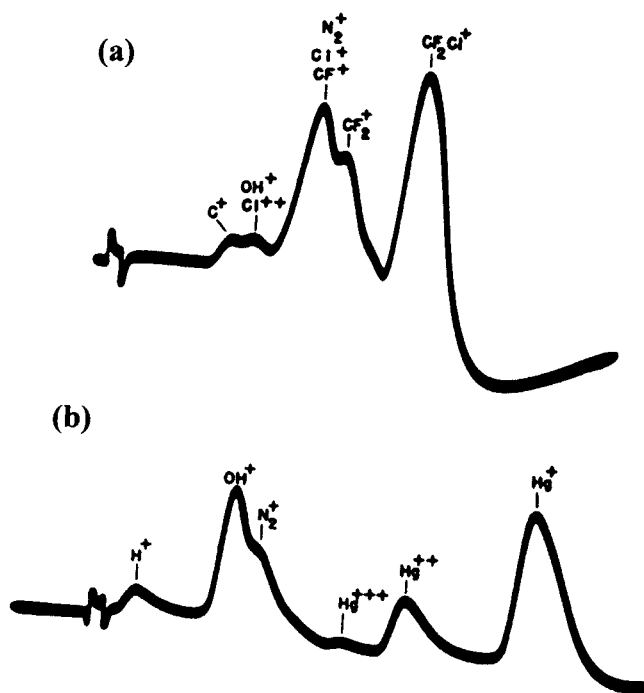 (a)
N₂⁺
Cl⁺
CF⁺
CF₂Cl⁺
CF₂⁺
OH⁺
C⁺
Cl⁺⁺
(b)
Hg⁺
OH⁺
N₂⁺
H⁺
Hg⁺⁺
Hg⁺⁺⁺